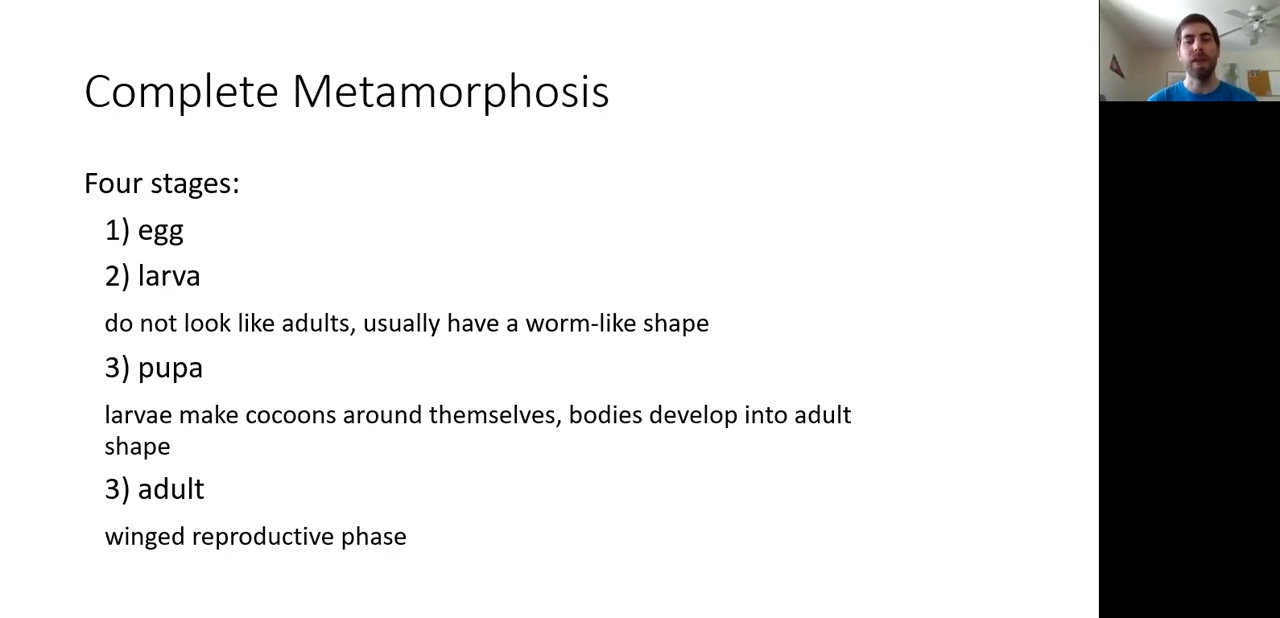 Complete Metamorphosis
Four stages:
1) egg
2) larva
do not look like adults, usually have a worm-like shape
3) pupa
larvae make cocoons around themselves, bodies develop into adult
shape
3) adult
winged reproductive phase